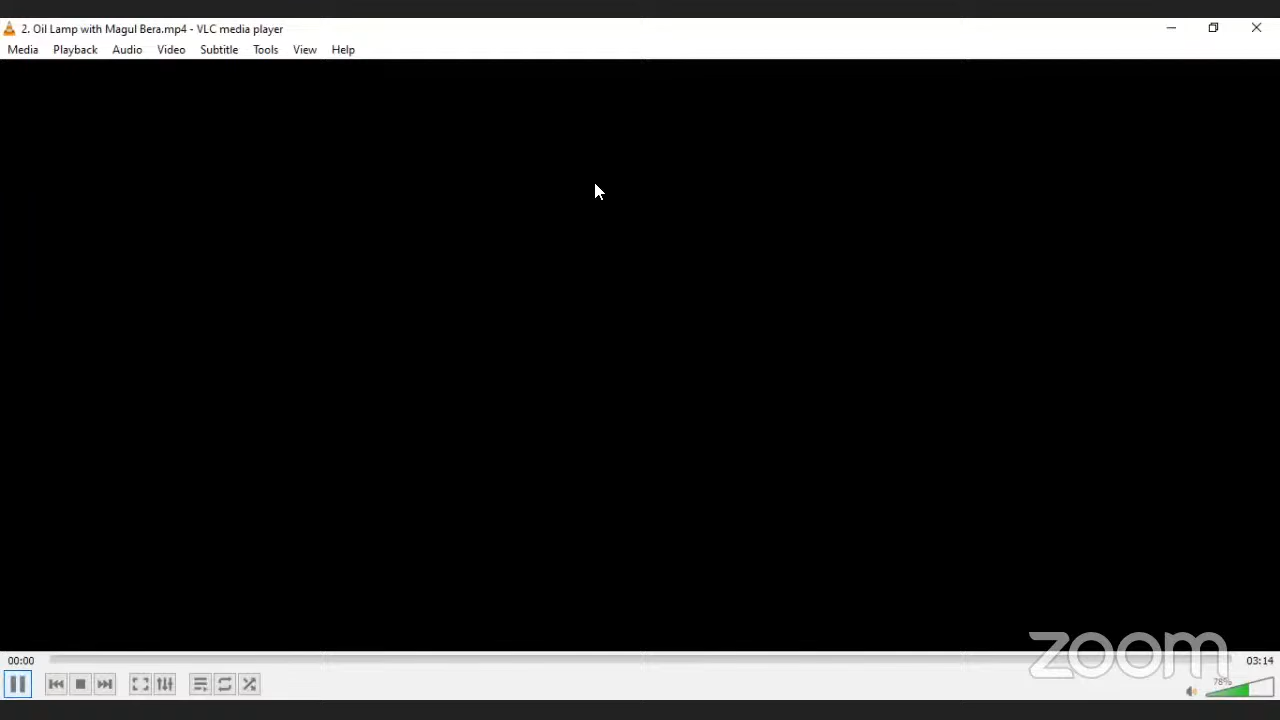 2. Oil Lamp with Magul Bera.mp4 - VLC media player
Media Playback Audio Video Subtitle Tools View Help
00:00 03:14
zoom
78%